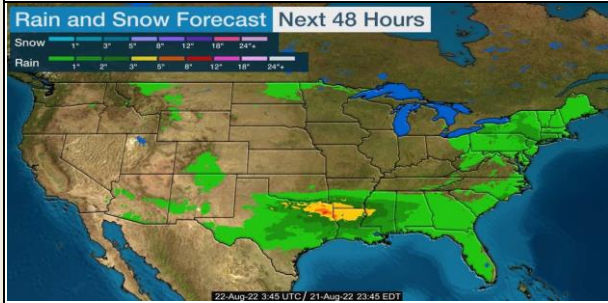 Rain and Snow Forecast Next 48 Hours
Snow
1" 3" 5" 8" 12" 18" 24"+
Rain
1" 2" 3" 5" 8" 12" 18" 24"+
22-Aug-22 3:45 UTC / 21-Aug-22 23:45 EDT